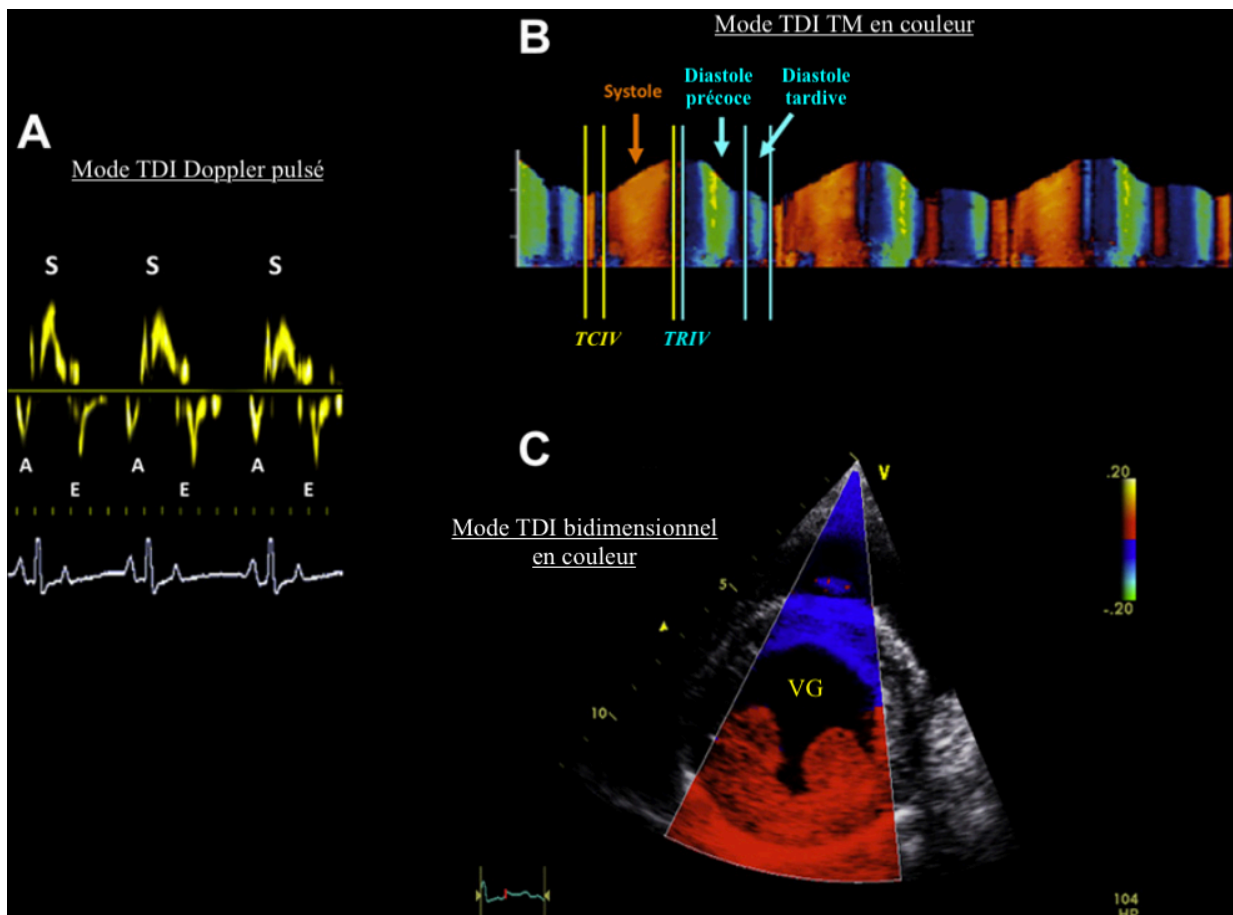 A
Mode TDI Doppler pulsé
S S S
A A A
E E E
B
Mode TDI TM en couleur
Systole
Diastole
précoce
Diastole
tardive
TCIV TRIV
C
Mode TDI bidimensionnel
en couleur
V
5
10
VG
.20
-.20
104
HR